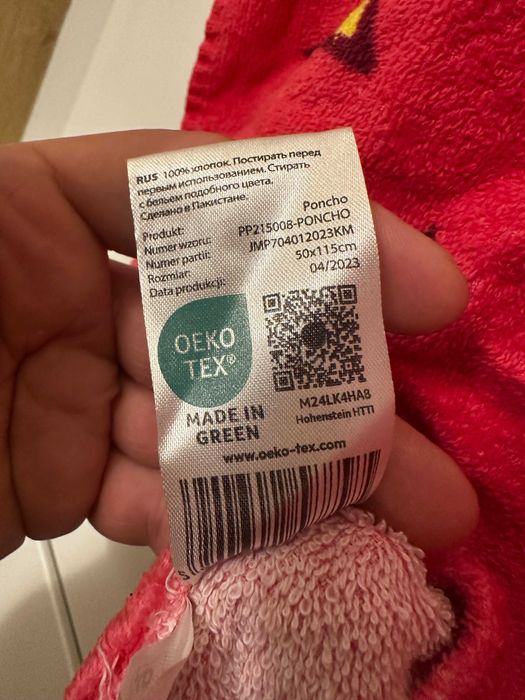 RUS 100% хлопок. Постирать перед
первым использованием. Стирать
с бельем подобного цвета.
Сделано в Пакистане.
Produkt: Poncho
Numer wzoru: PP215008-PONCHO
Numer partii: JMP704012023KM
Rozmiar: 50x115cm
Data produkcji: 04/2023
OEKO
TEX®
MADE IN
GREEN
M24LK4HA8
Hohenstein HTTI
www.oeko-tex.com